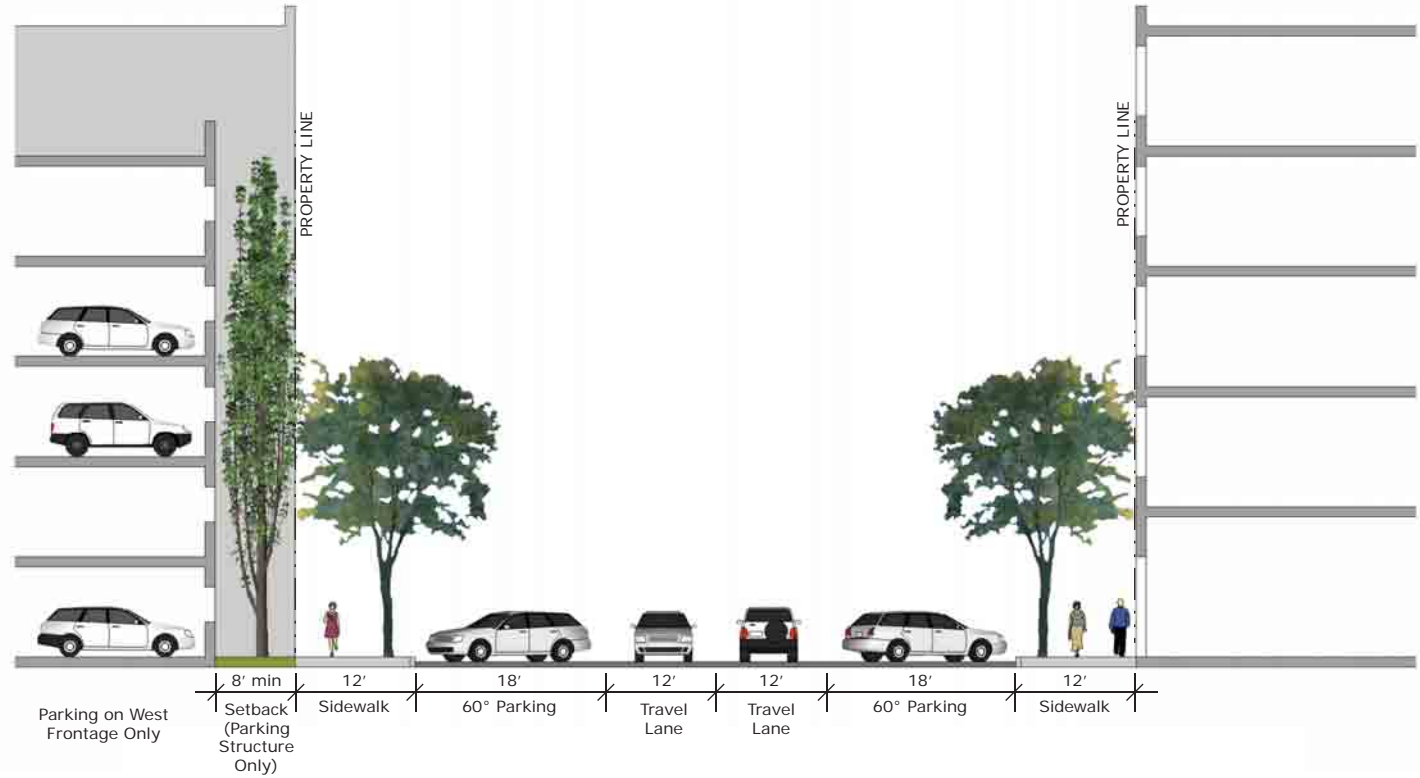 PROPERTY LINE
PROPERTY LINE
8' min
12'
18'
12'
12'
18'
12'
Parking on West
Frontage Only
Setback
(Parking
Structure
Only)
Sidewalk
60° Parking
Travel
Lane
Travel
Lane
60° Parking
Sidewalk